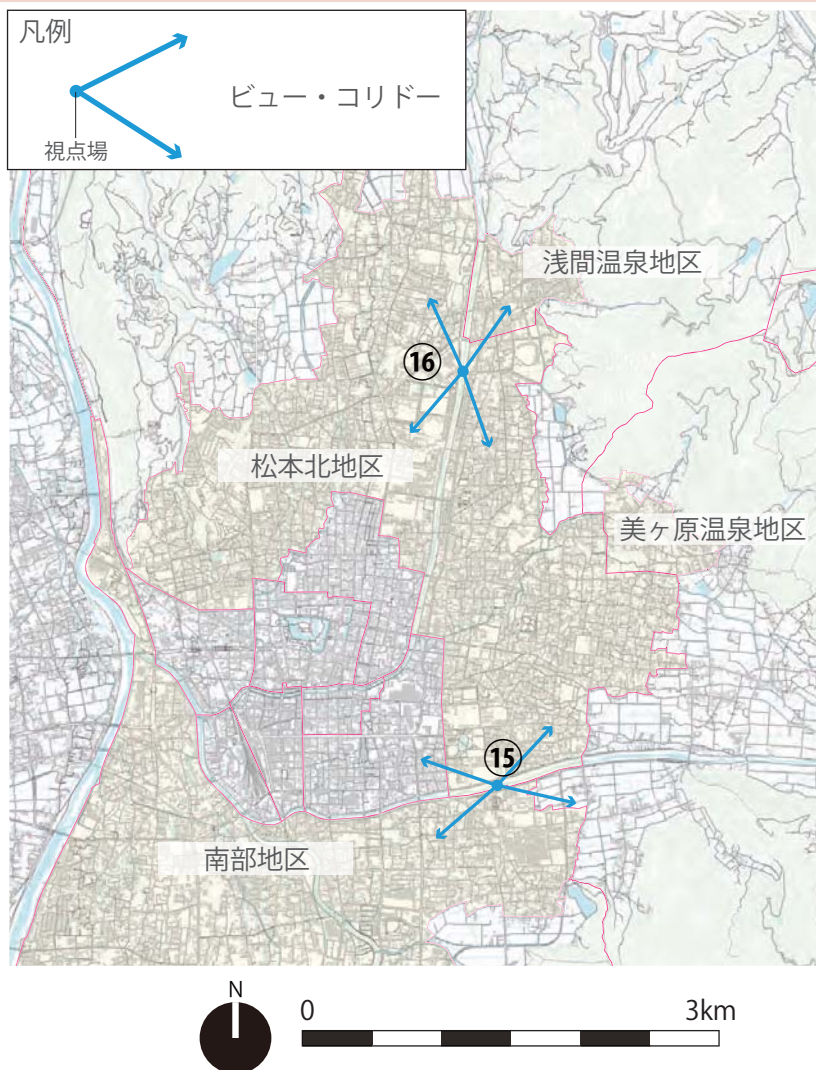 凡例
ビュー・コリドー
視点場
浅間温泉地区
⑯
松本北地区
美ヶ原温泉地区
⑮
南部地区
N
0
3km